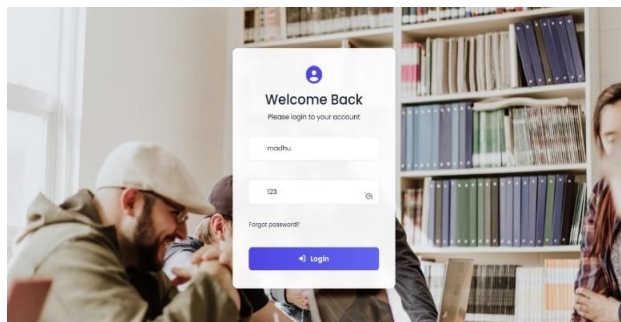 Welcome Back
Please login to your account
madhu
123
Forgot password?
Login